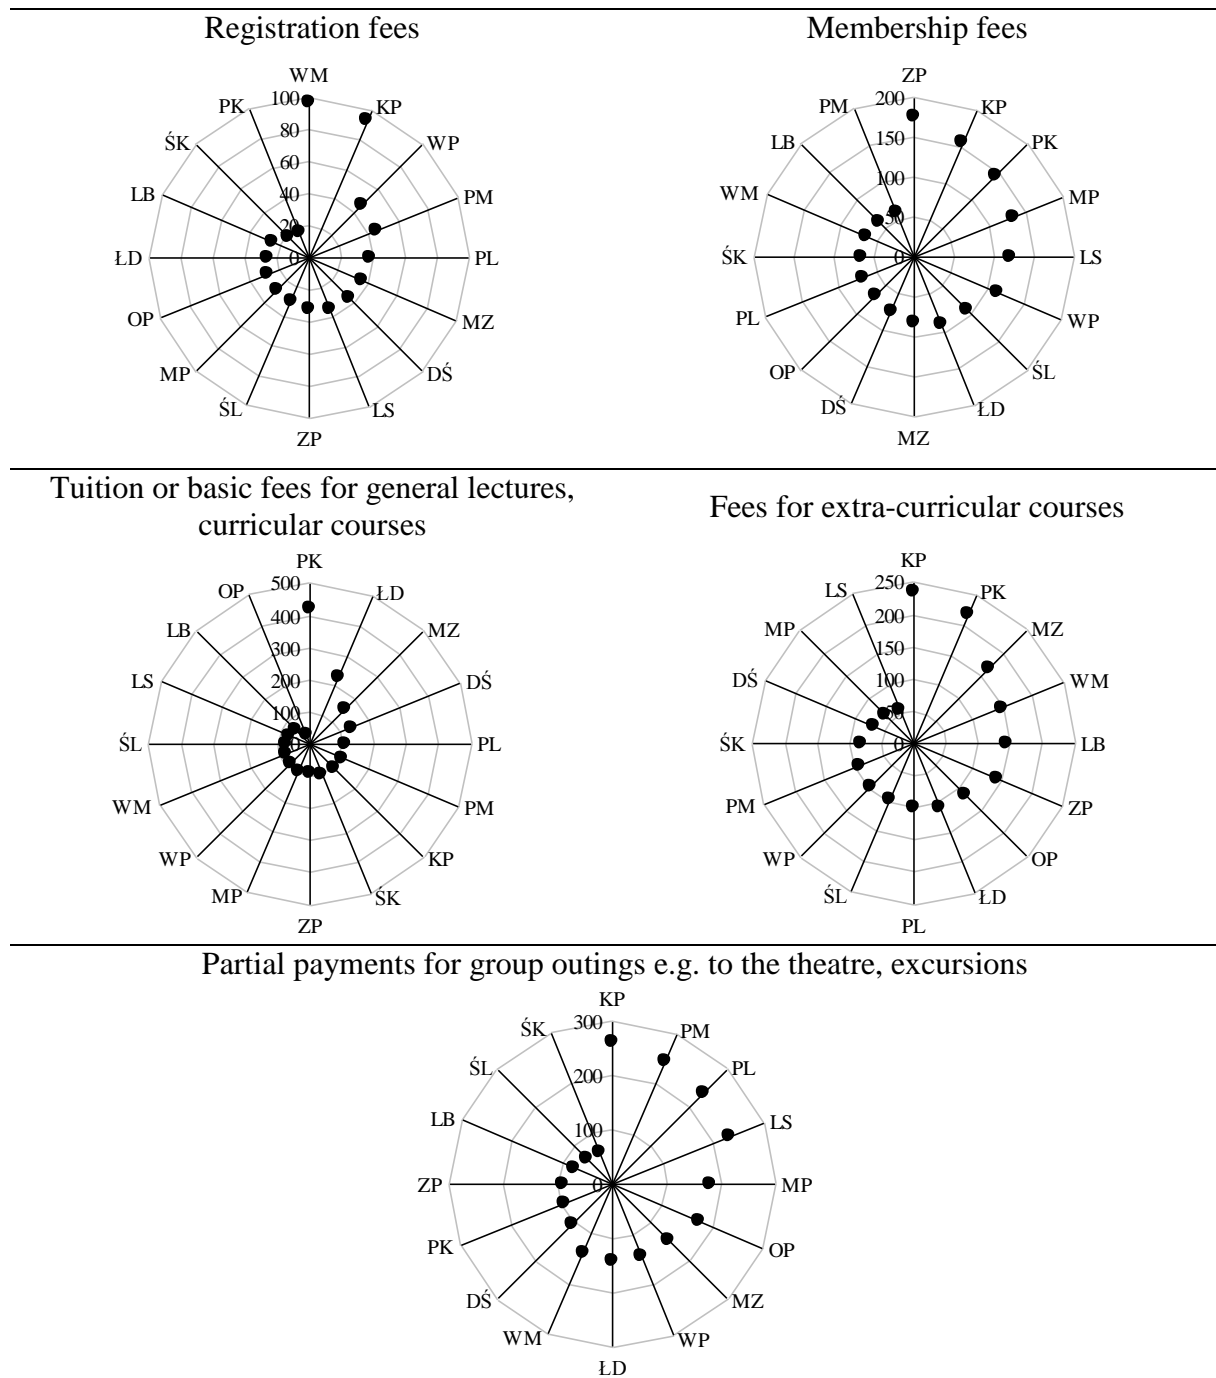 Registration fees
WM
KP
WP
PM
PL
MZ
DŚ
LS
ZP
ŚL
MP
OP
ŁD
LB
ŚK
PK
100
80
60
40
20
0
Membership fees
ZP
KP
PK
MP
LS
WP
ŚL
ŁD
MZ
DŚ
OP
PL
ŚK
WM
LB
PM
200
150
100
50
0
Tuition or basic fees for general lectures,
curricular courses
PK
ŁD
MZ
DŚ
PL
PM
KP
ŚK
ZP
MP
WP
WM
ŚL
LS
LB
OP
500
400
300
200
100
0
Fees for extra-curricular courses
KP
PK
MZ
WM
LB
ZP
OP
ŁD
PL
ŚL
WP
PM
ŚK
DŚ
MP
LS
250
200
150
100
50
0
Partial payments for group outings e.g. to the theatre, excursions
KP
PM
PL
LS
MP
OP
MZ
WP
ŁD
WM
DŚ
PK
ZP
LB
ŚL
ŚK
300
200
100
0